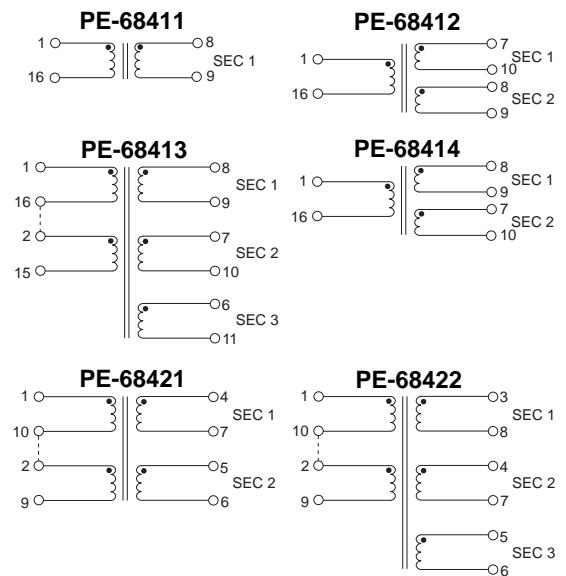 PE-68411
1 8
SEC 1
16 9
PE-68412
7
1 SEC 1
10
8
16 SEC 2
9
PE-68413
1 8
SEC 1
16 9
2 7
SEC 2
15 10
6
SEC 3
11
PE-68414
8
1 SEC 1
9
7
16 SEC 2
10
PE-68421
1 4
SEC 1
10 7
2 5
SEC 2
9 6
PE-68422
1 3
SEC 1
10 8
2 4
SEC 2
9 7
5
SEC 3
6